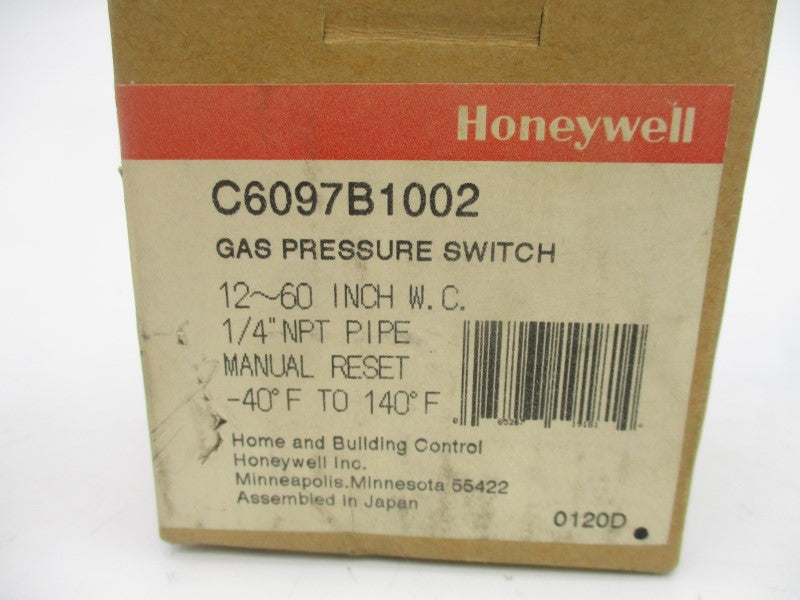 Honeywell
C6097B1002
GAS PRESSURE SWITCH
12~60 INCH W.C.
1/4"NPT PIPE
MANUAL RESET
-40°F TO 140°F
Home and Building Control
Honeywell Inc.
Minneapolis.Minnesota 55422
Assembled in Japan
0120D